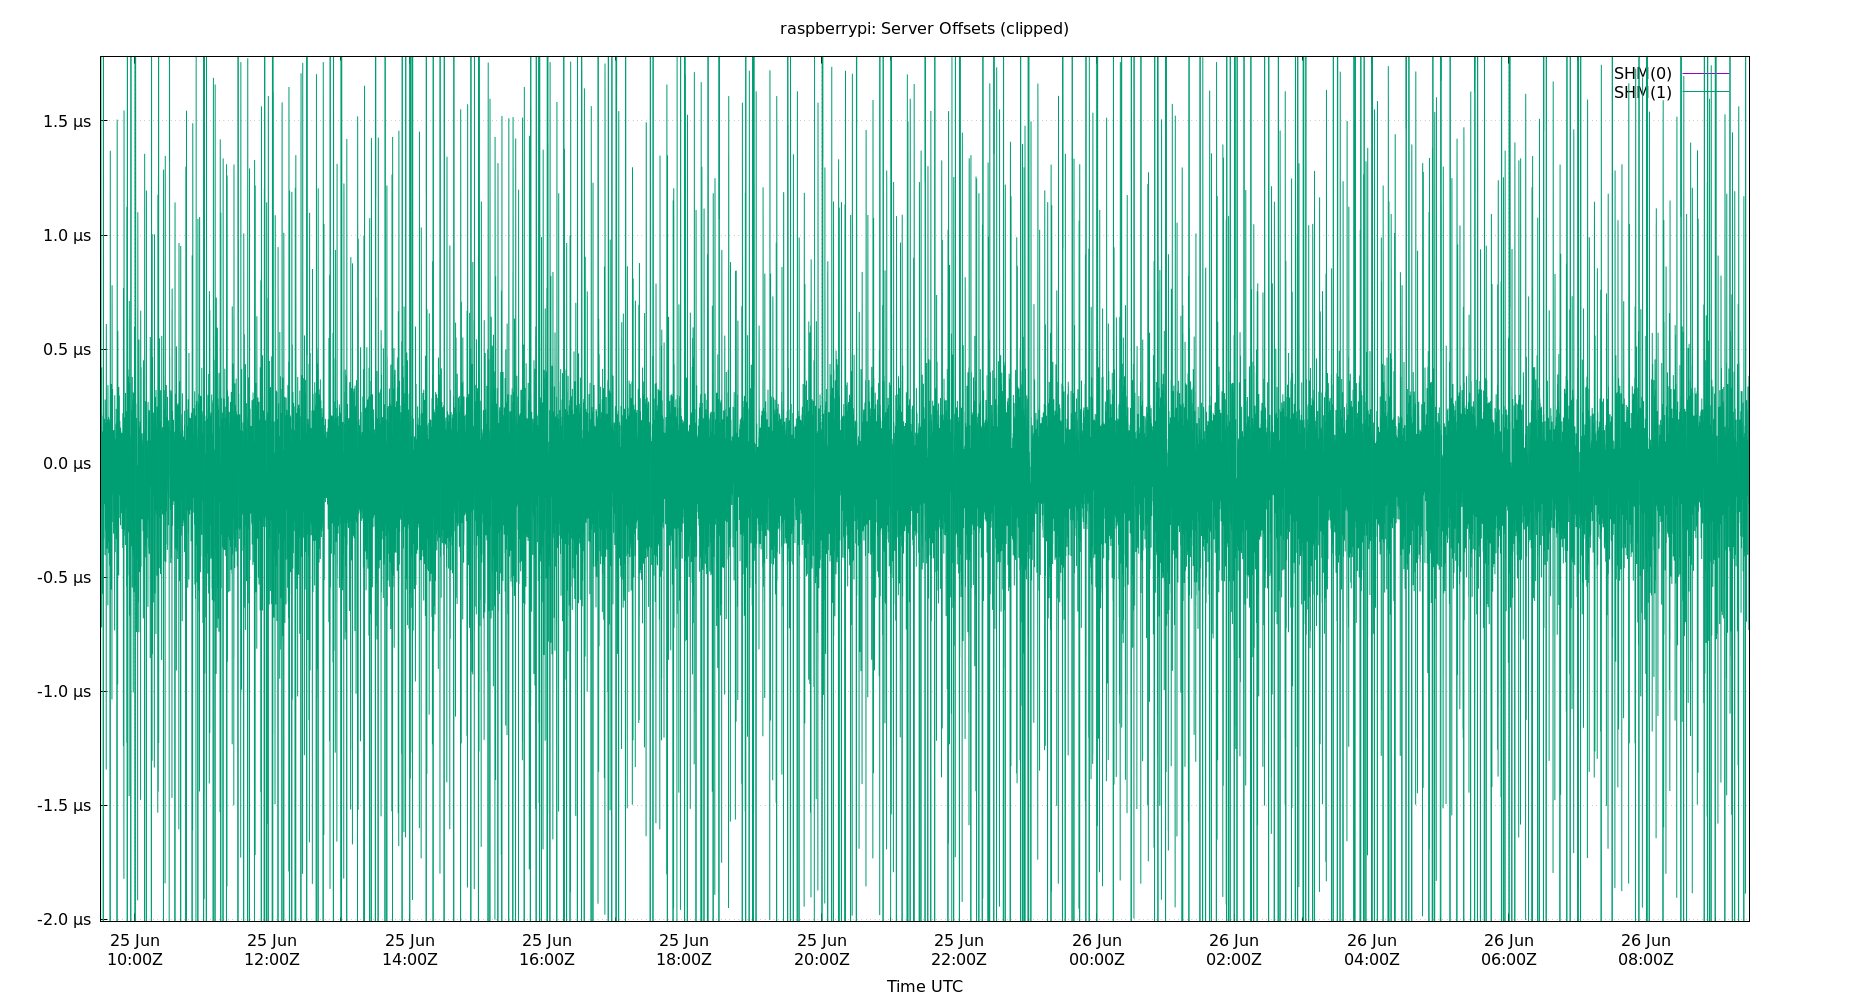 raspberrypi: Server Offsets (clipped)
SHM(0)
SHM(1)
1.5 µs
1.0 µs
0.5 µs
0.0 µs
-0.5 µs
-1.0 µs
-1.5 µs
-2.0 µs
25 Jun 25 Jun 25 Jun 25 Jun 25 Jun 25 Jun 25 Jun 26 Jun 26 Jun 26 Jun 26 Jun 26 Jun
10:00Z 12:00Z 14:00Z 16:00Z 18:00Z 20:00Z 22:00Z 00:00Z 02:00Z 04:00Z 06:00Z 08:00Z
Time UTC